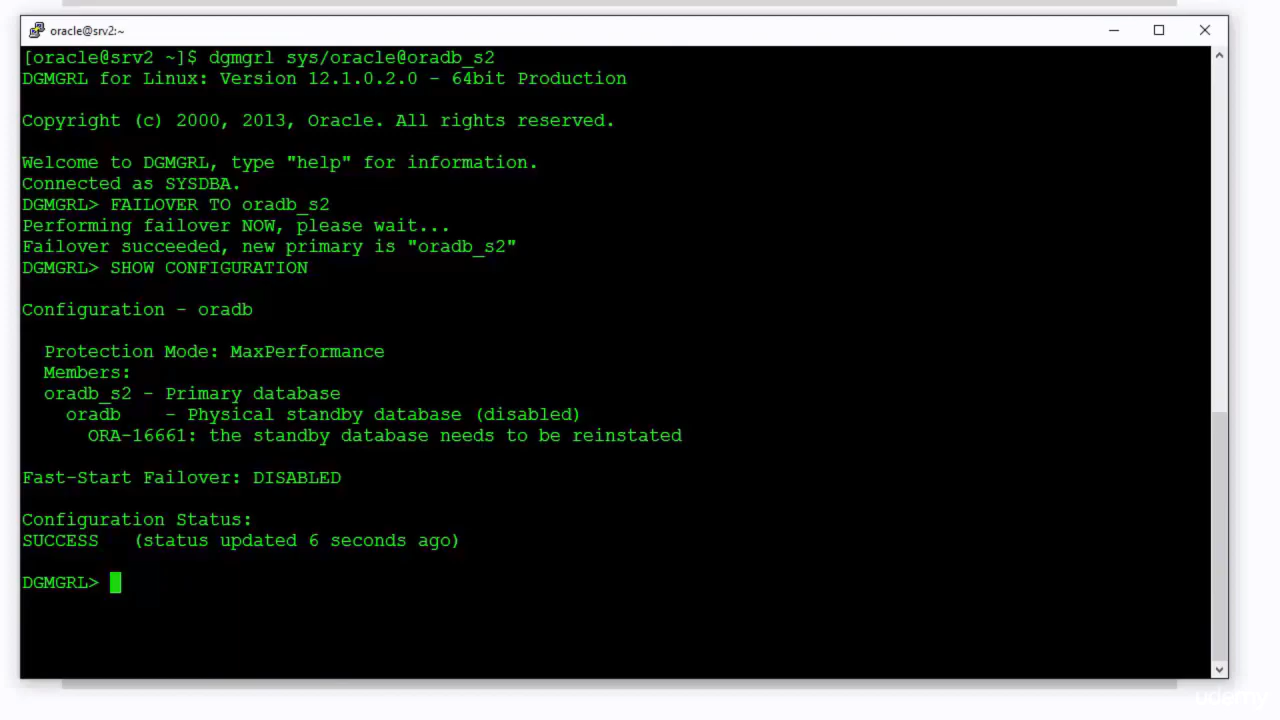 oracle@srv2:~
[oracle@srv2 ~]$ dgmgrl sys/oracle@oradb_s2
DGMGRL for Linux: Version 12.1.0.2.0 - 64bit Production
Copyright (c) 2000, 2013, Oracle. All rights reserved.
Welcome to DGMGRL, type "help" for information.
Connected as SYSDBA.
DGMGRL> FAILOVER TO oradb_s2
Performing failover NOW, please wait...
Failover succeeded, new primary is "oradb_s2"
DGMGRL> SHOW CONFIGURATION
Configuration - oradb
Protection Mode: MaxPerformance
Members:
oradb_s2 - Primary database
oradb    - Physical standby database (disabled)
ORA-16661: the standby database needs to be reinstated
Fast-Start Failover: DISABLED
Configuration Status:
SUCCESS   (status updated 6 seconds ago)
DGMGRL>
udemy